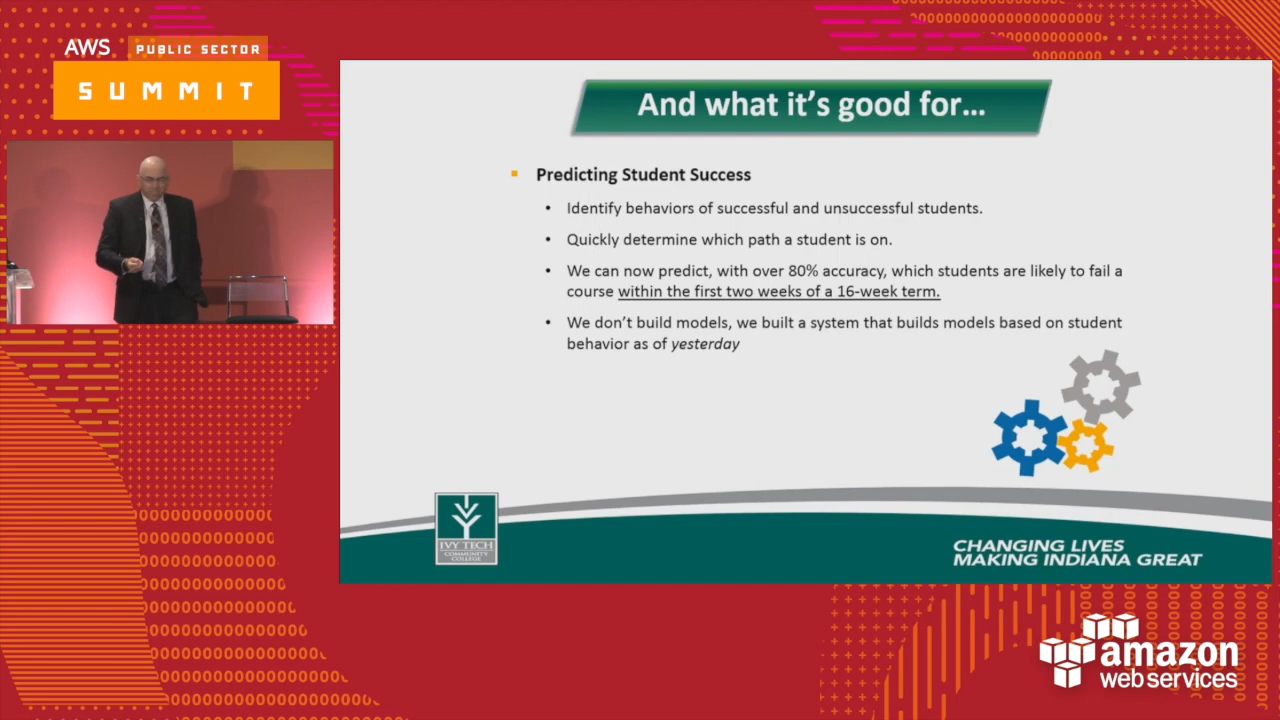 AWS PUBLIC SECTOR
SUMMIT
And what it's good for...
Predicting Student Success
• Identify behaviors of successful and unsuccessful students.
• Quickly determine which path a student is on.
• We can now predict, with over 80% accuracy, which students are likely to fail a
course within the first two weeks of a 16-week term.
• We don't build models, we built a system that builds models based on student
behavior as of yesterday
IVY TECH
COMMUNITY
COLLEGE
CHANGING LIVES
MAKING INDIANA GREAT
amazon
web services